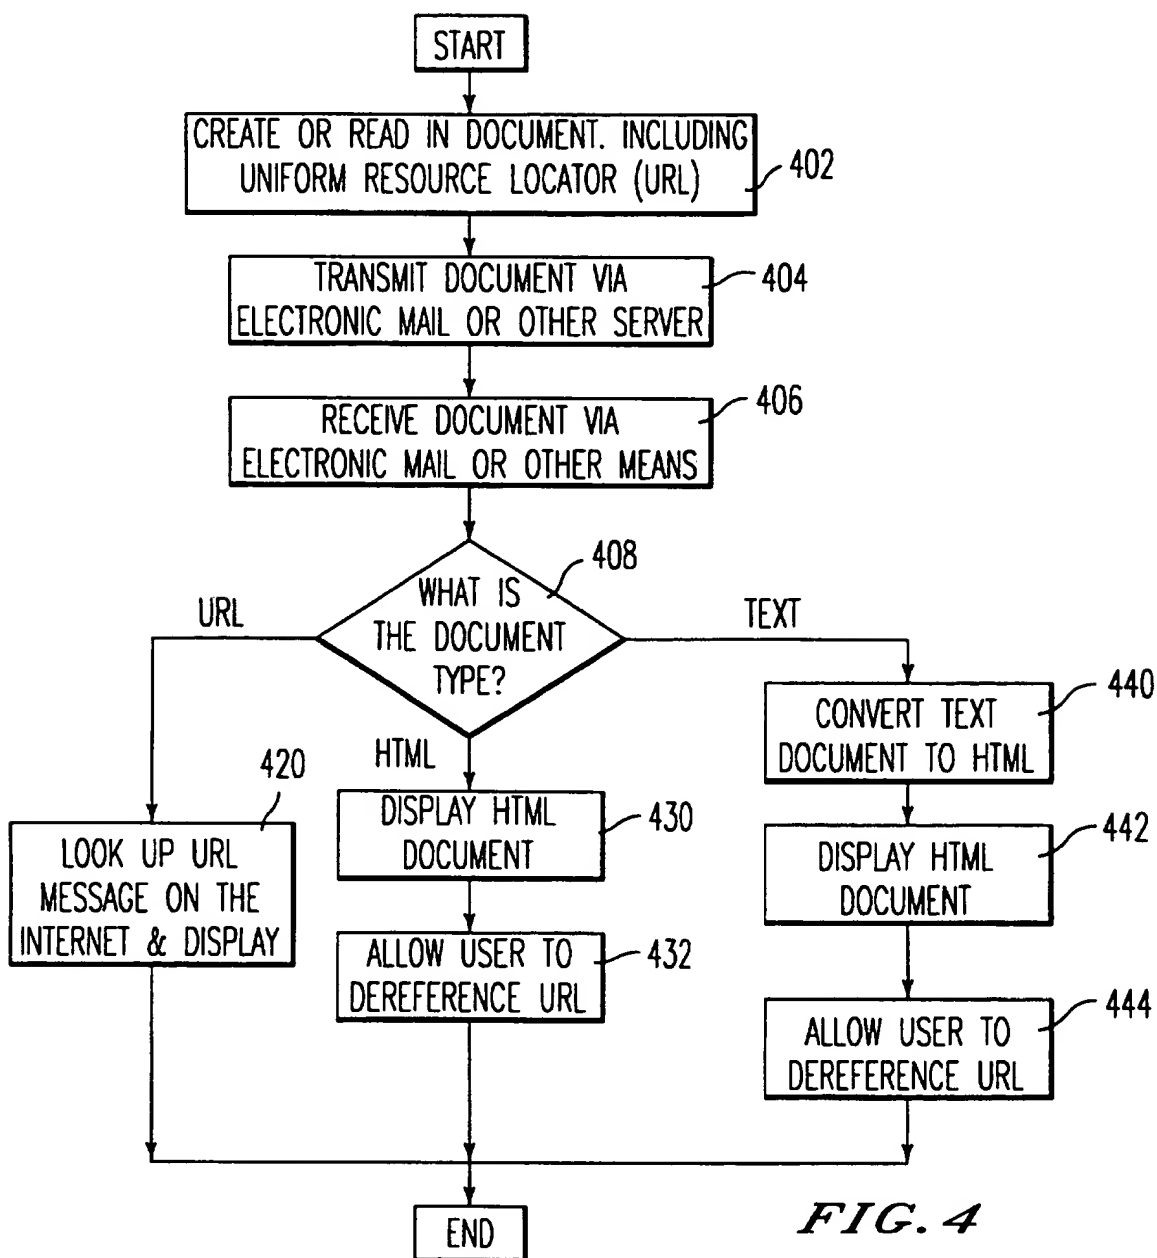 START
CREATE OR READ IN DOCUMENT. INCLUDING
UNIFORM RESOURCE LOCATOR (URL)
402
TRANSMIT DOCUMENT VIA
ELECTRONIC MAIL OR OTHER SERVER
404
RECEIVE DOCUMENT VIA
ELECTRONIC MAIL OR OTHER MEANS
406
WHAT IS
THE DOCUMENT
TYPE?
408
URL
420
LOOK UP URL
MESSAGE ON THE
INTERNET & DISPLAY
HTML
DISPLAY HTML
DOCUMENT
430
ALLOW USER TO
DEREFERENCE URL
432
TEXT
CONVERT TEXT
DOCUMENT TO HTML
440
DISPLAY HTML
DOCUMENT
442
ALLOW USER TO
DEREFERENCE URL
444
END
FIG. 4